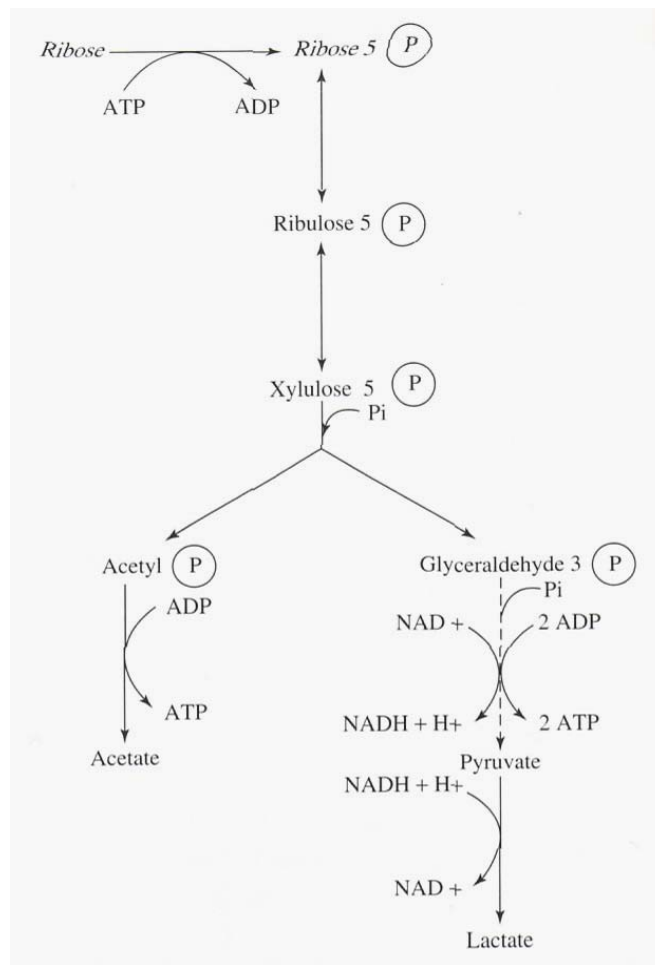 Ribose Ribose 5 P
ATP ADP
Ribulose 5 P
Xylulose 5 P
Pi
Acetyl P
Glyceraldehyde 3 P
ADP
Pi
NAD + 2 ADP
ATP
NADH + H+ 2 ATP
Acetate
Pyruvate
NADH + H+
NAD +
Lactate